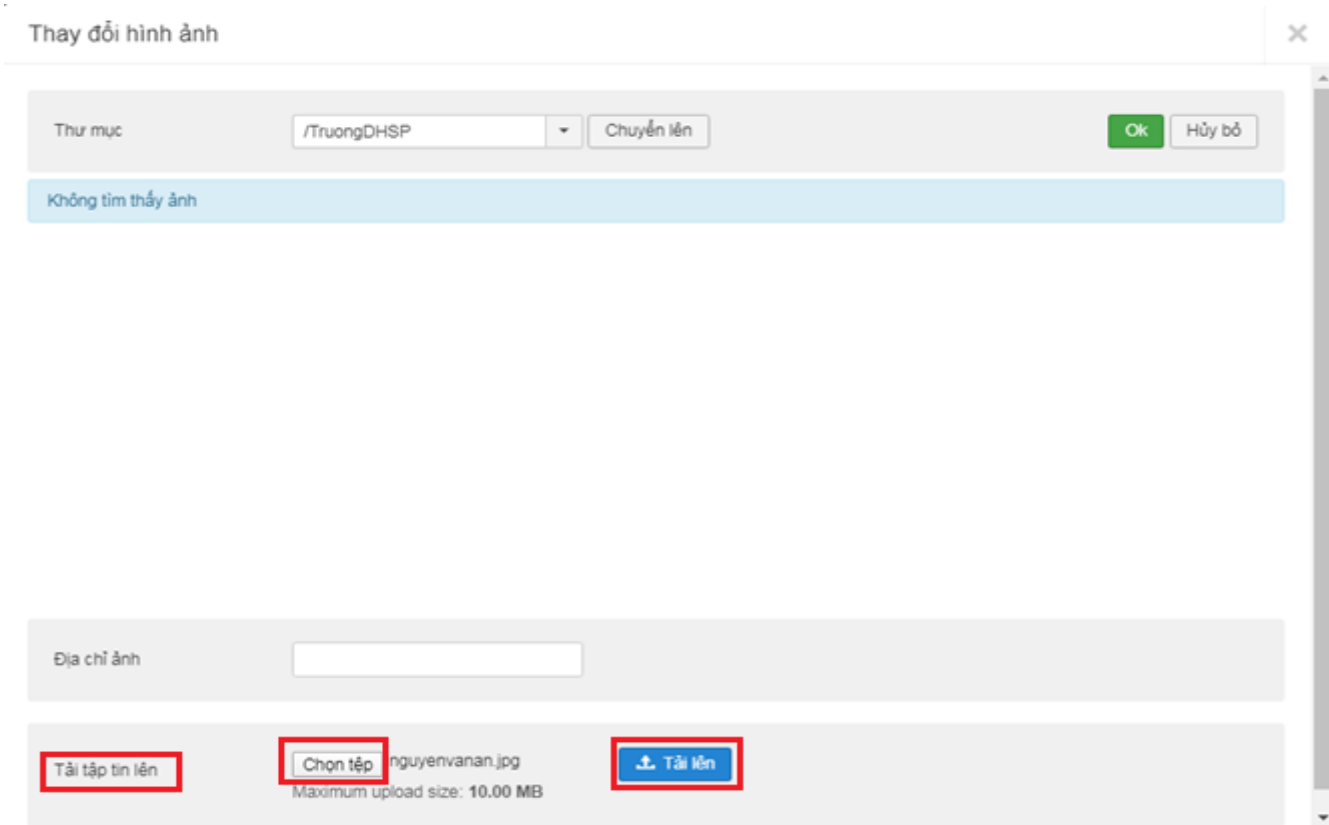 Thay đổi hình ảnh ×
Thư mục /TruongDHSP Chuyển lên Ok Hủy bỏ
Không tìm thấy ảnh
Địa chỉ ảnh
Tải tập tin lên Chọn tệp nguyenvanan.jpg Tải lên
Maximum upload size: 10.00 MB